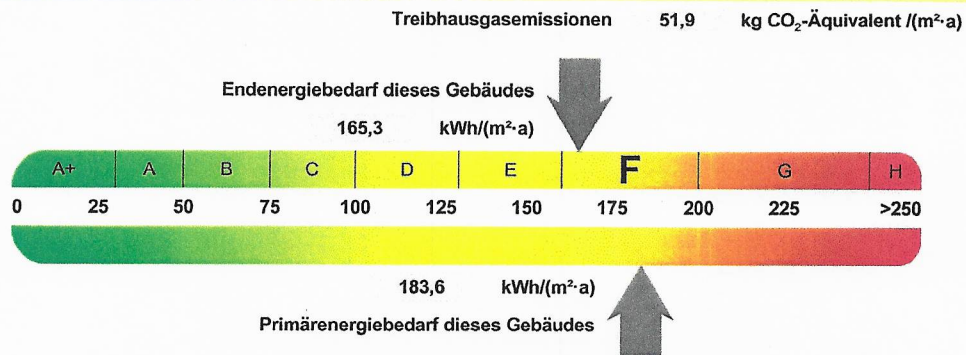 Treibhausgasemissionen 51,9 kg CO₂-Äquivalent /(m²·a)
Endenergiebedarf dieses Gebäudes
165,3 kWh/(m²·a)
A+ A B C D E F G H
0 25 50 75 100 125 150 175 200 225 >250
183,6 kWh/(m²·a)
Primärenergiebedarf dieses Gebäudes